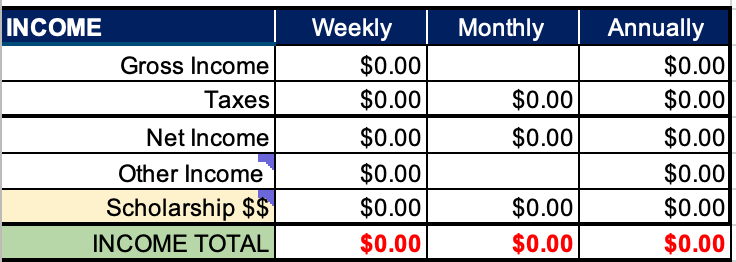 INCOME Weekly Monthly Annually
Gross Income $0.00 $0.00
Taxes $0.00 $0.00 $0.00
Net Income $0.00 $0.00 $0.00
Other Income $0.00 $0.00
Scholarship $$ $0.00 $0.00 $0.00
INCOME TOTAL $0.00 $0.00 $0.00